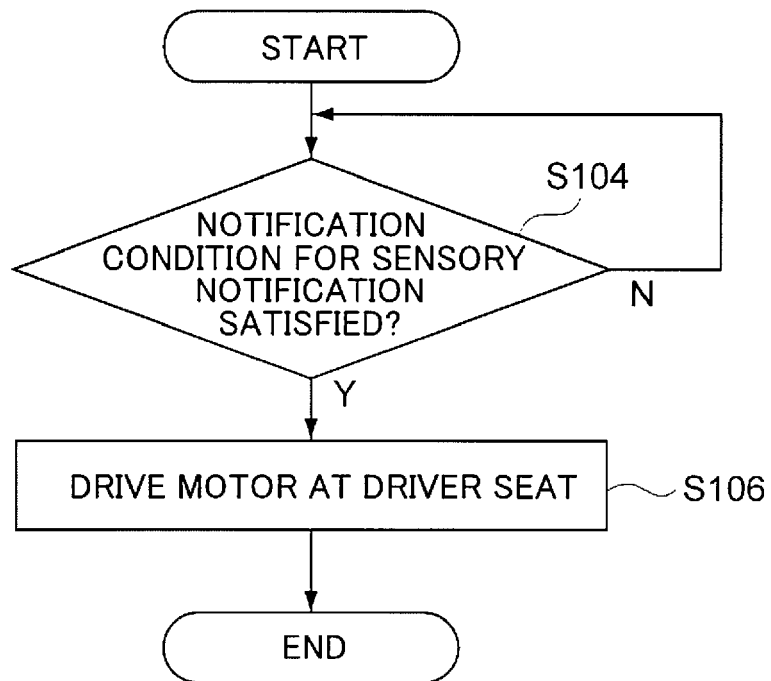 START
S104
NOTIFICATION
CONDITION FOR SENSORY
NOTIFICATION
SATISFIED?
N
Y
DRIVE MOTOR AT DRIVER SEAT
S106
END